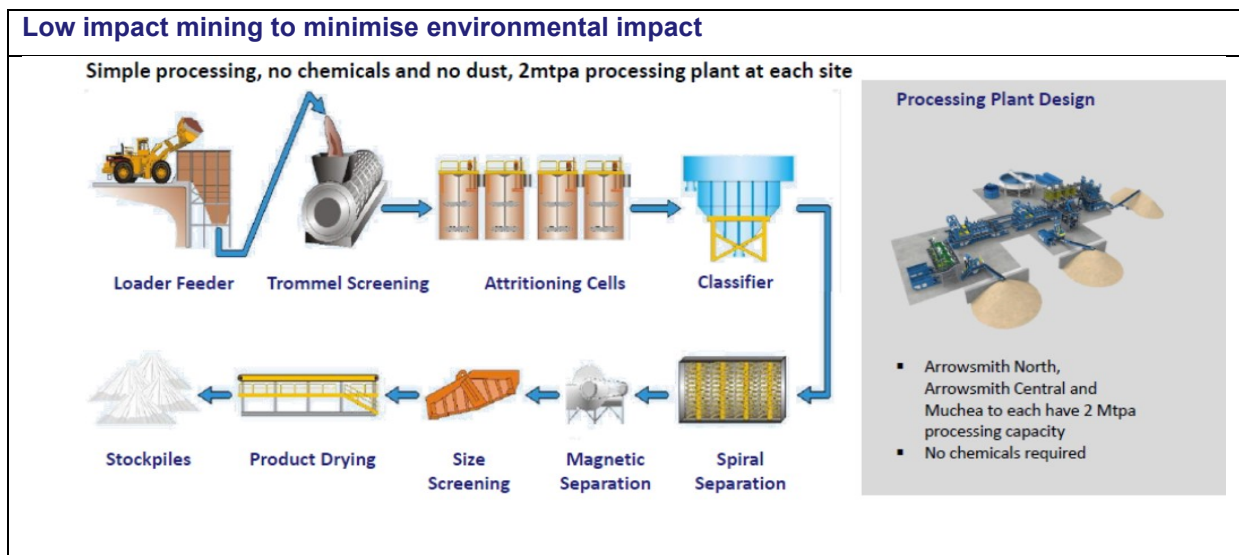 Low impact mining to minimise environmental impact
Simple processing, no chemicals and no dust, 2mtpa processing plant at each site
Loader Feeder
Trommel Screening
Attritioning Cells
Classifier
Stockpiles
Product Drying
Size
Screening
Magnetic
Separation
Spiral
Separation
Processing Plant Design
▪ Arrowsmith North,
Arrowsmith Central and
Muchea to each have 2 Mtpa
processing capacity
▪ No chemicals required